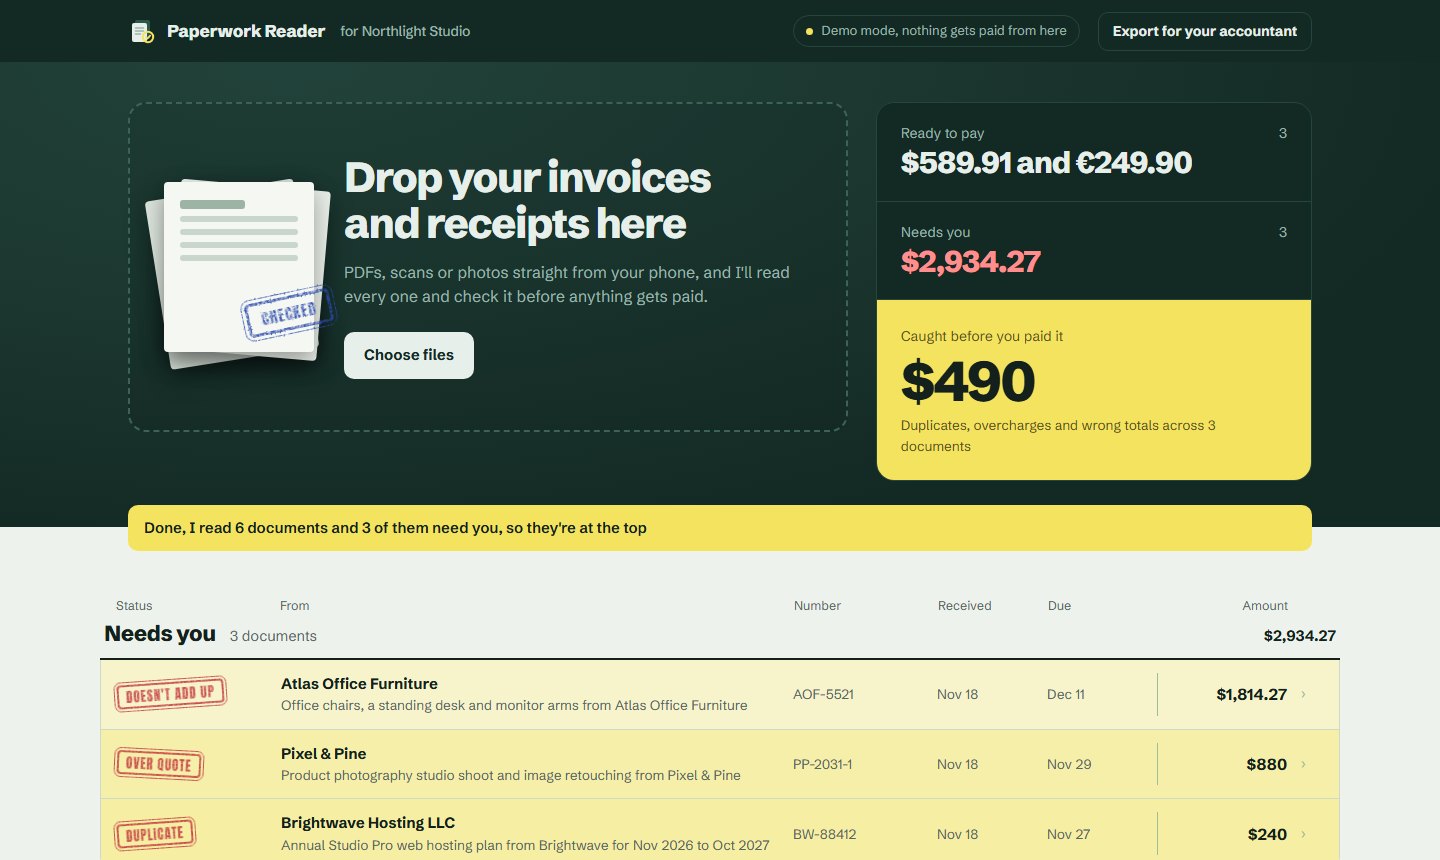 Paperwork Reader for Northlight Studio
Demo mode, nothing gets paid from here
Export for your accountant
CHECKED
Drop your invoices
and receipts here
PDFs, scans or photos straight from your phone, and I'll read
every one and check it before anything gets paid.
Choose files
Ready to pay 3
$589.91 and €249.90
Needs you 3
$2,934.27
Caught before you paid it
$490
Duplicates, overcharges and wrong totals across 3
documents
Done, I read 6 documents and 3 of them need you, so they're at the top
Status From Number Received Due Amount
Needs you 3 documents $2,934.27
DOESN'T ADD UP Atlas Office Furniture AOF-5521 Nov 18 Dec 11 $1,814.27 ›
Office chairs, a standing desk and monitor arms from Atlas Office Furniture
OVER QUOTE Pixel & Pine PP-2031-1 Nov 18 Nov 29 $880 ›
Product photography studio shoot and image retouching from Pixel & Pine
DUPLICATE Brightwave Hosting LLC BW-88412 Nov 18 Nov 27 $240 ›
Annual Studio Pro web hosting plan from Brightwave for Nov 2026 to Oct 2027